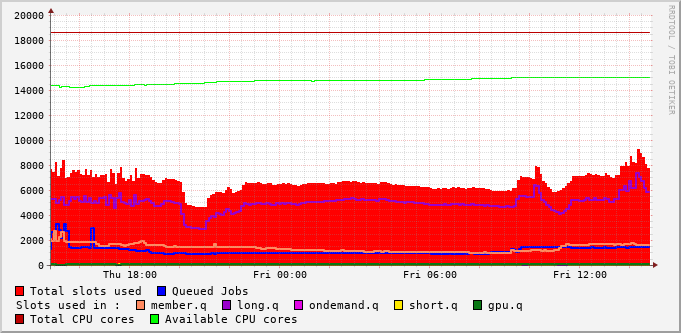 20000
18000
16000
14000
12000
10000
8000
6000
4000
2000
0
Thu 18:00 Fri 00:00 Fri 06:00 Fri 12:00
RRDTOOL / TOBI OETIKER
Total slots used Queued Jobs
Slots used in : member.q long.q ondemand.q short.q gpu.q
Total CPU cores Available CPU cores